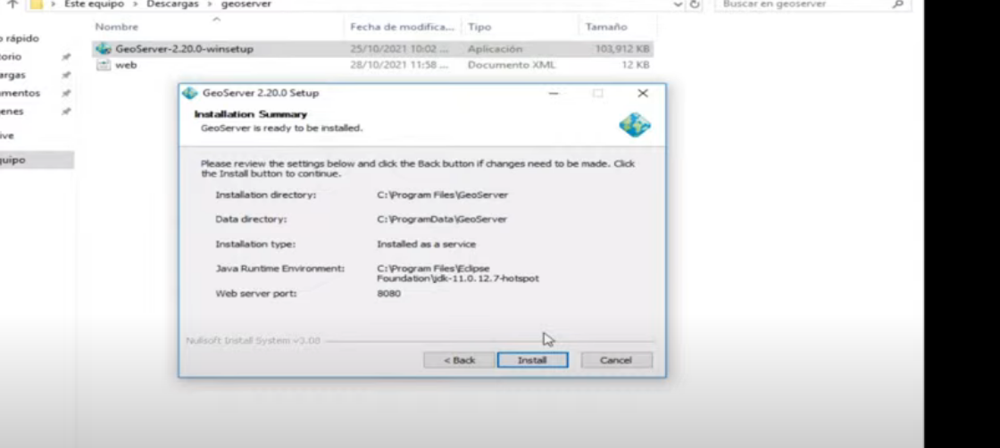 Este equipo > Descargas > geoserver
Buscar en geoserver
Nombre
Fecha de modifica...
Tipo
Tamaño
o rápido
torio
argas
umentos
enes
ive
quipo
GeoServer-2.20.0-winsetup 25/10/2021 10:02 ... Aplicación 103,912 KB
web 28/10/2021 11:58 ... Documento XML 12 KB
GeoServer 2.20.0 Setup
Installation Summary
GeoServer is ready to be installed.
Please review the settings below and click the Back button if changes need to be made. Click
the Install button to continue.
Installation directory: C:\Program Files\GeoServer
Data directory: C:\ProgramData\GeoServer
Installation type: Installed as a service
Java Runtime Environment: C:\Program Files\Eclipse
Foundation\jdk-11.0.12.7-hotspot
Web server port: 8080
Nullsoft Install System v3.08
< Back
Install
Cancel